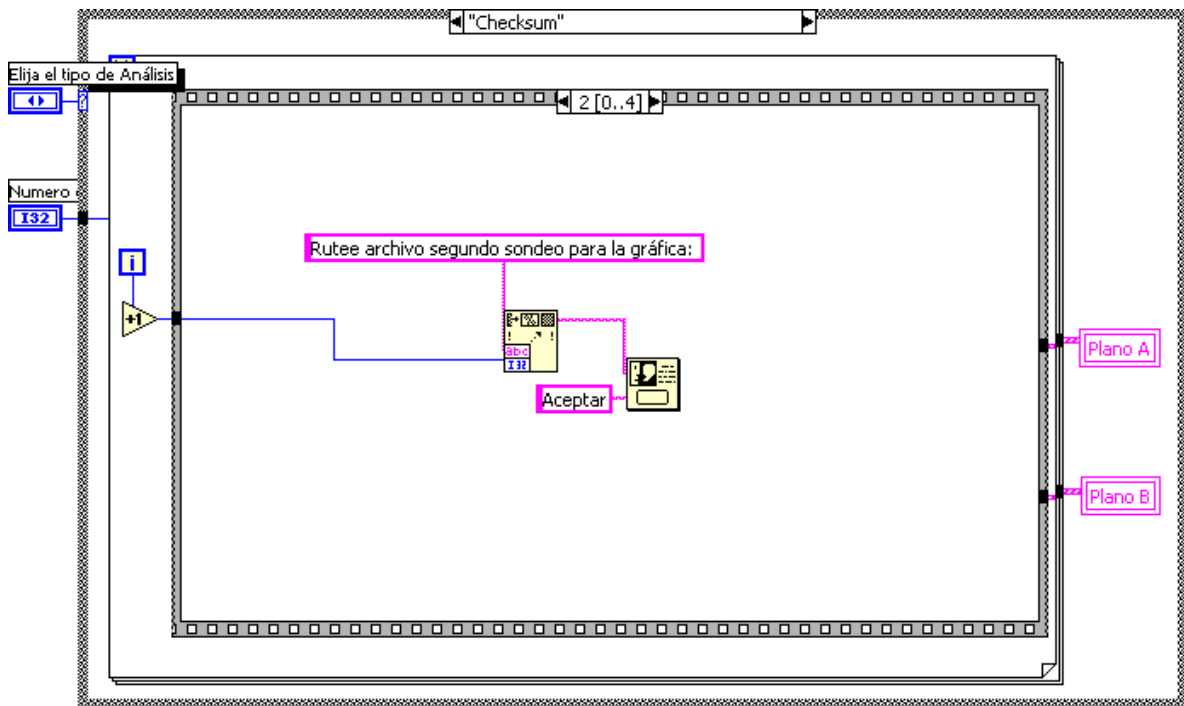 "Checksum"
Elija el tipo de Análisis
?
2 [0..4]
Numero
I32
Rutee archivo segundo sondeo para la gráfica:
i
+1
abc
I32
Plano A
Aceptar
Plano B